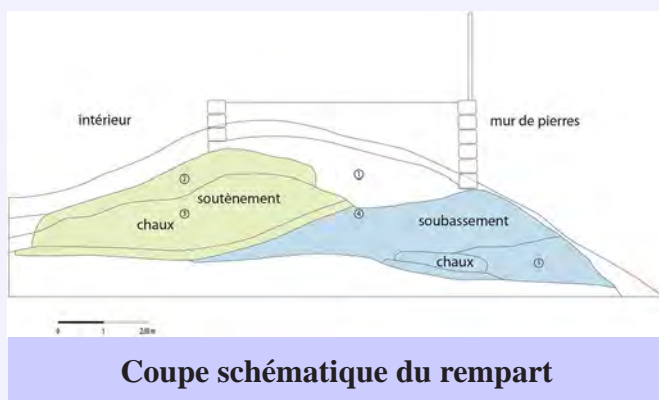 intérieur
mur de pierres
②
①
soutènement
chaux
③
④
soubassement
chaux
⑤
0 1 2,00 m
Coupe schématique du rempart